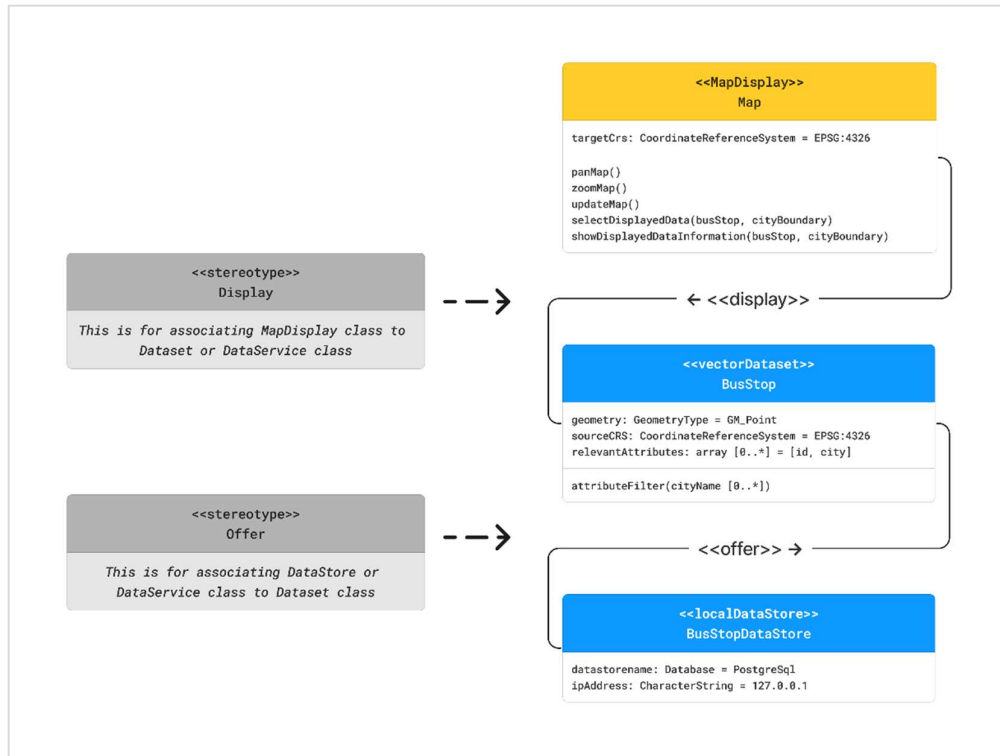 <<MapDisplay>>
Map
targetCrs: CoordinateReferenceSystem = EPSG:4326
panMap()
zoomMap()
updateMap()
selectDisplayedData(busStop, cityBoundary)
showDisplayedDataInformation(busStop, cityBoundary)
<<stereotype>>
Display
This is for associating MapDisplay class to
Dataset or DataService class
← <<display>>
<<vectorDataset>>
BusStop
geometry: GeometryType = GM_Point
sourceCRS: CoordinateReferenceSystem = EPSG:4326
relevantAttributes: array [0..*] = [id, city]
attributeFilter(cityName [0..*])
<<stereotype>>
Offer
This is for associating DataStore or
DataService class to Dataset class
<<offer>> →
<<localDataStore>>
BusStopDataStore
datastorename: Database = PostgreSql
ipAddress: CharacterString = 127.0.0.1